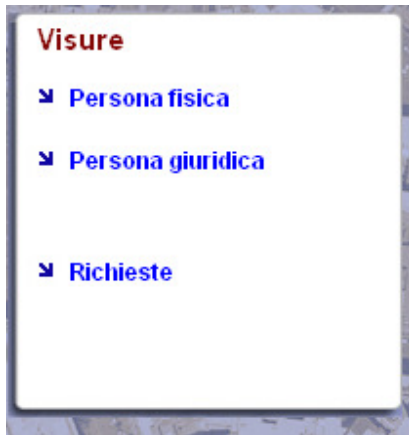 Visure
Persona fisica
Persona giuridica
Richieste